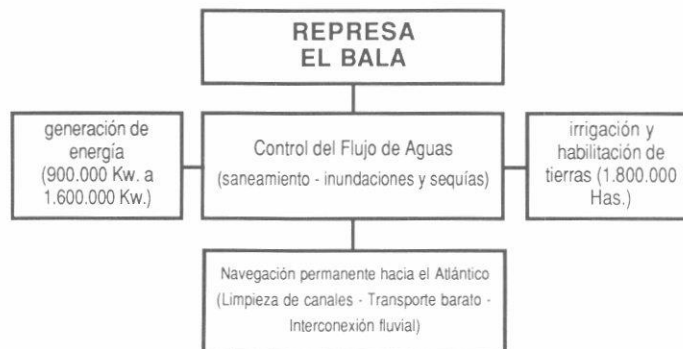 REPRESA
EL BALA
generación de
energía
(900.000 Kw. a
1.600.000 Kw.)
Control del Flujo de Aguas
(saneamiento - inundaciones y sequías)
irrigación y
habilitación de
tierras (1.800.000
Has.)
Navegación permanente hacia el Atlántico
(Limpieza de canales - Transporte barato -
Interconexión fluvial)